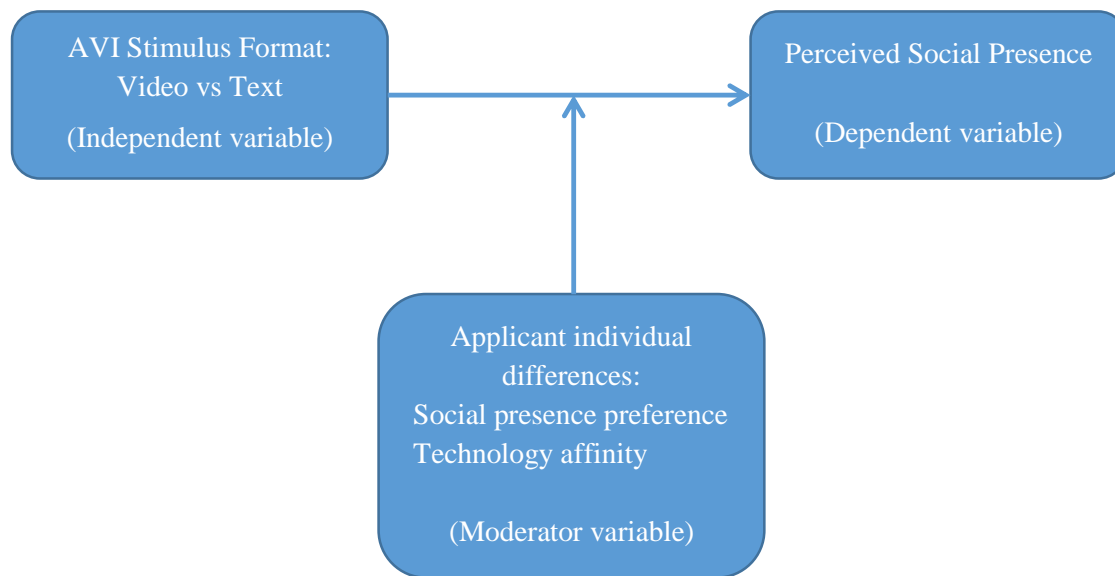 AVI Stimulus Format:
Video vs Text
(Independent variable)
Perceived Social Presence
(Dependent variable)
Applicant individual
differences:
Social presence preference
Technology affinity
(Moderator variable)